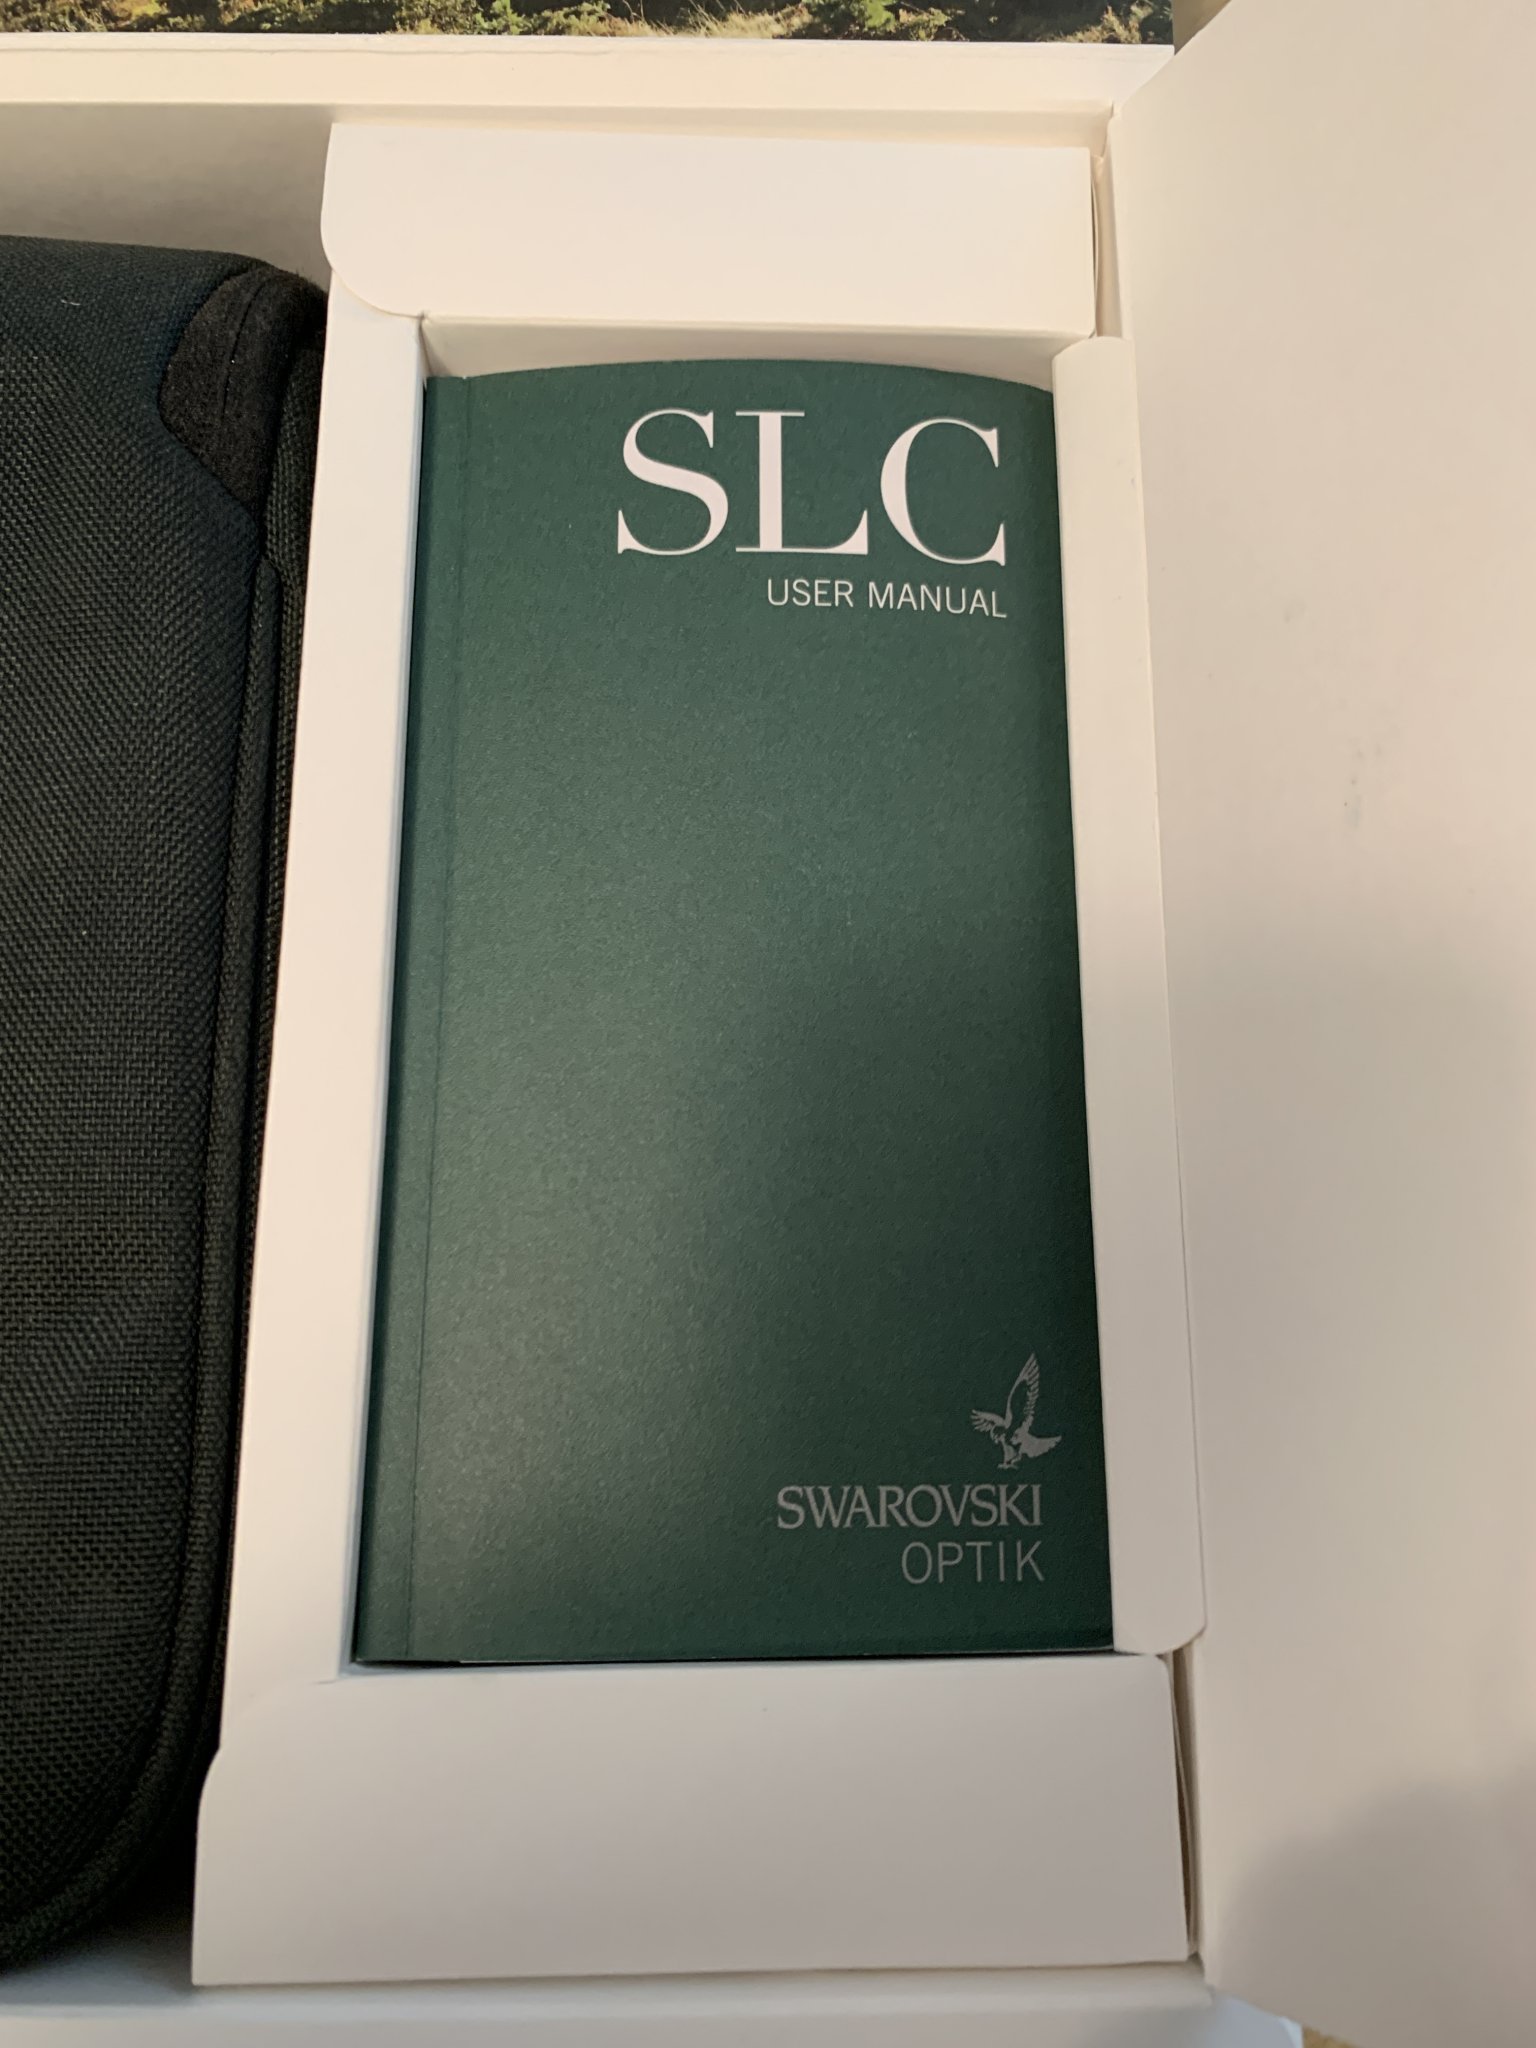 SLC
USER MANUAL
SWAROVSKI
OPTIK